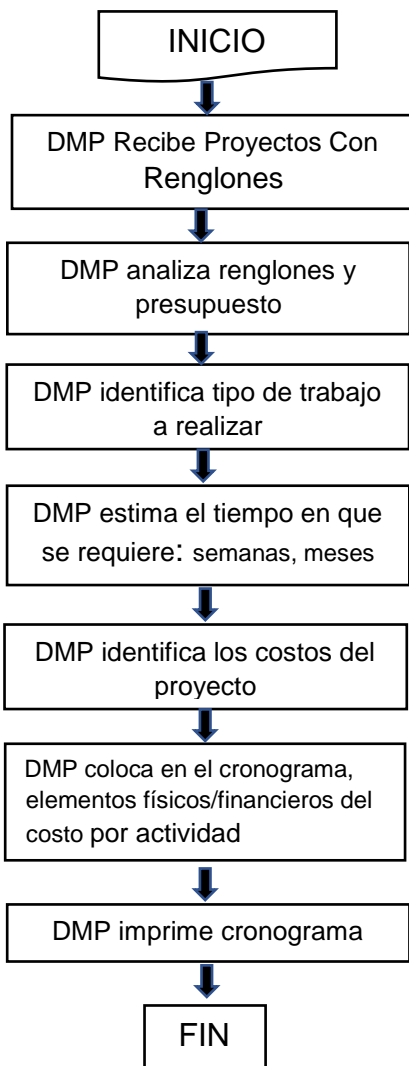 INICIO
DMP Recibe Proyectos Con
Renglones
DMP analiza renglones y
presupuesto
DMP identifica tipo de trabajo
a realizar
DMP estima el tiempo en que
se requiere: semanas, meses
DMP identifica los costos del
proyecto
DMP coloca en el cronograma,
elementos físicos/financieros del
costo por actividad
DMP imprime cronograma
FIN